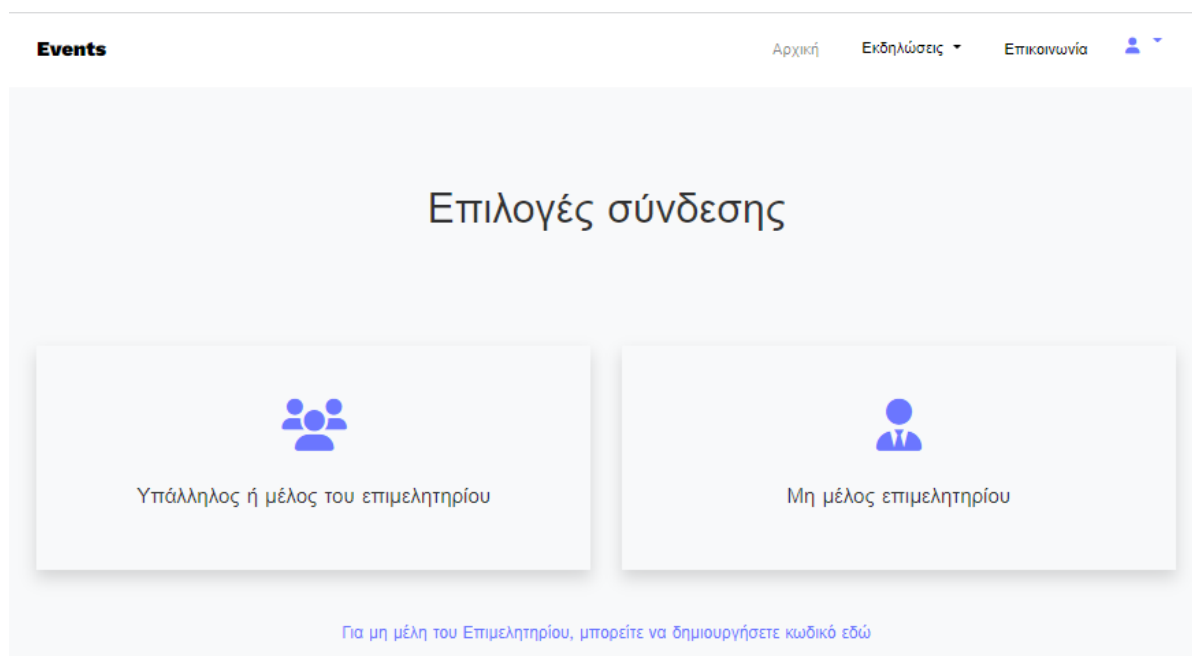 Events Αρχική Εκδηλώσεις Επικοινωνία
Επιλογές σύνδεσης
Υπάλληλος ή μέλος του επιμελητηρίου
Μη μέλος επιμελητηρίου
Για μη μέλη του Επιμελητηρίου, μπορείτε να δημιουργήσετε κωδικό εδώ